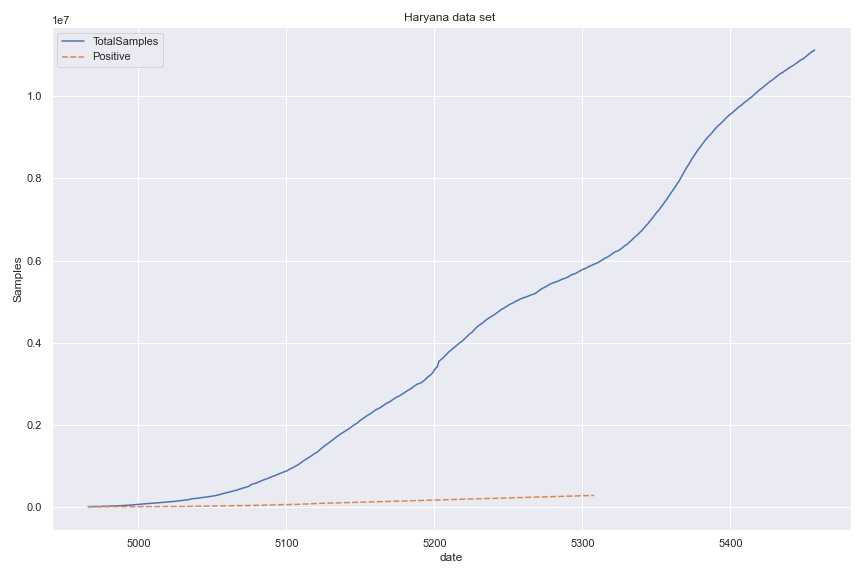 Haryana data set
1e7
TotalSamples
Positive
1.0
0.8
0.6
0.4
0.2
0.0
Samples
5000 5100 5200 5300 5400
date